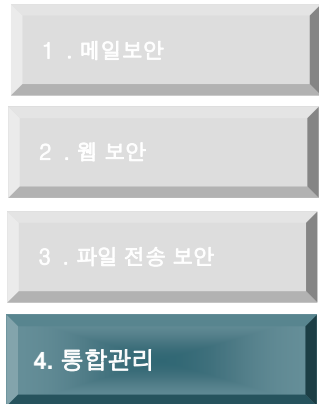 1 . 메일보안
2 . 웹 보안
3 . 파일 전송 보안
4. 통합관리